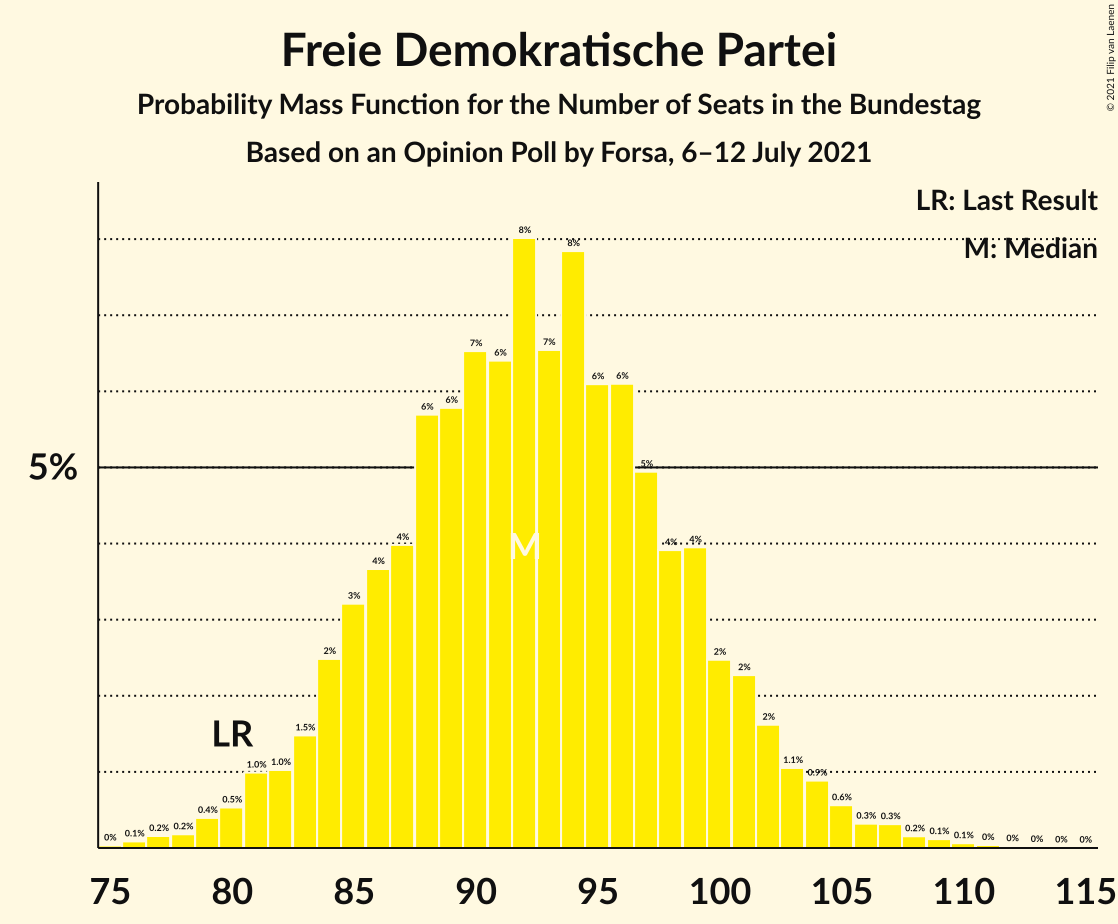 Freie Demokratische Partei
Probability Mass Function for the Number of Seats in the Bundestag
Based on an Opinion Poll by Forsa, 6–12 July 2021
© 2021 Filip van Laenen
LR: Last Result
M: Median
5%
LR
M
0% 0.1% 0.2% 0.2% 0.4% 0.5% 1.0% 1.0% 1.5% 2% 3% 4% 4% 6% 6% 7% 6% 8% 7% 8% 6% 6% 5% 4% 4% 2% 2% 2% 1.1% 0.9% 0.6% 0.3% 0.3% 0.2% 0.1% 0.1% 0% 0% 0% 0% 0%
75 80 85 90 95 100 105 110 115